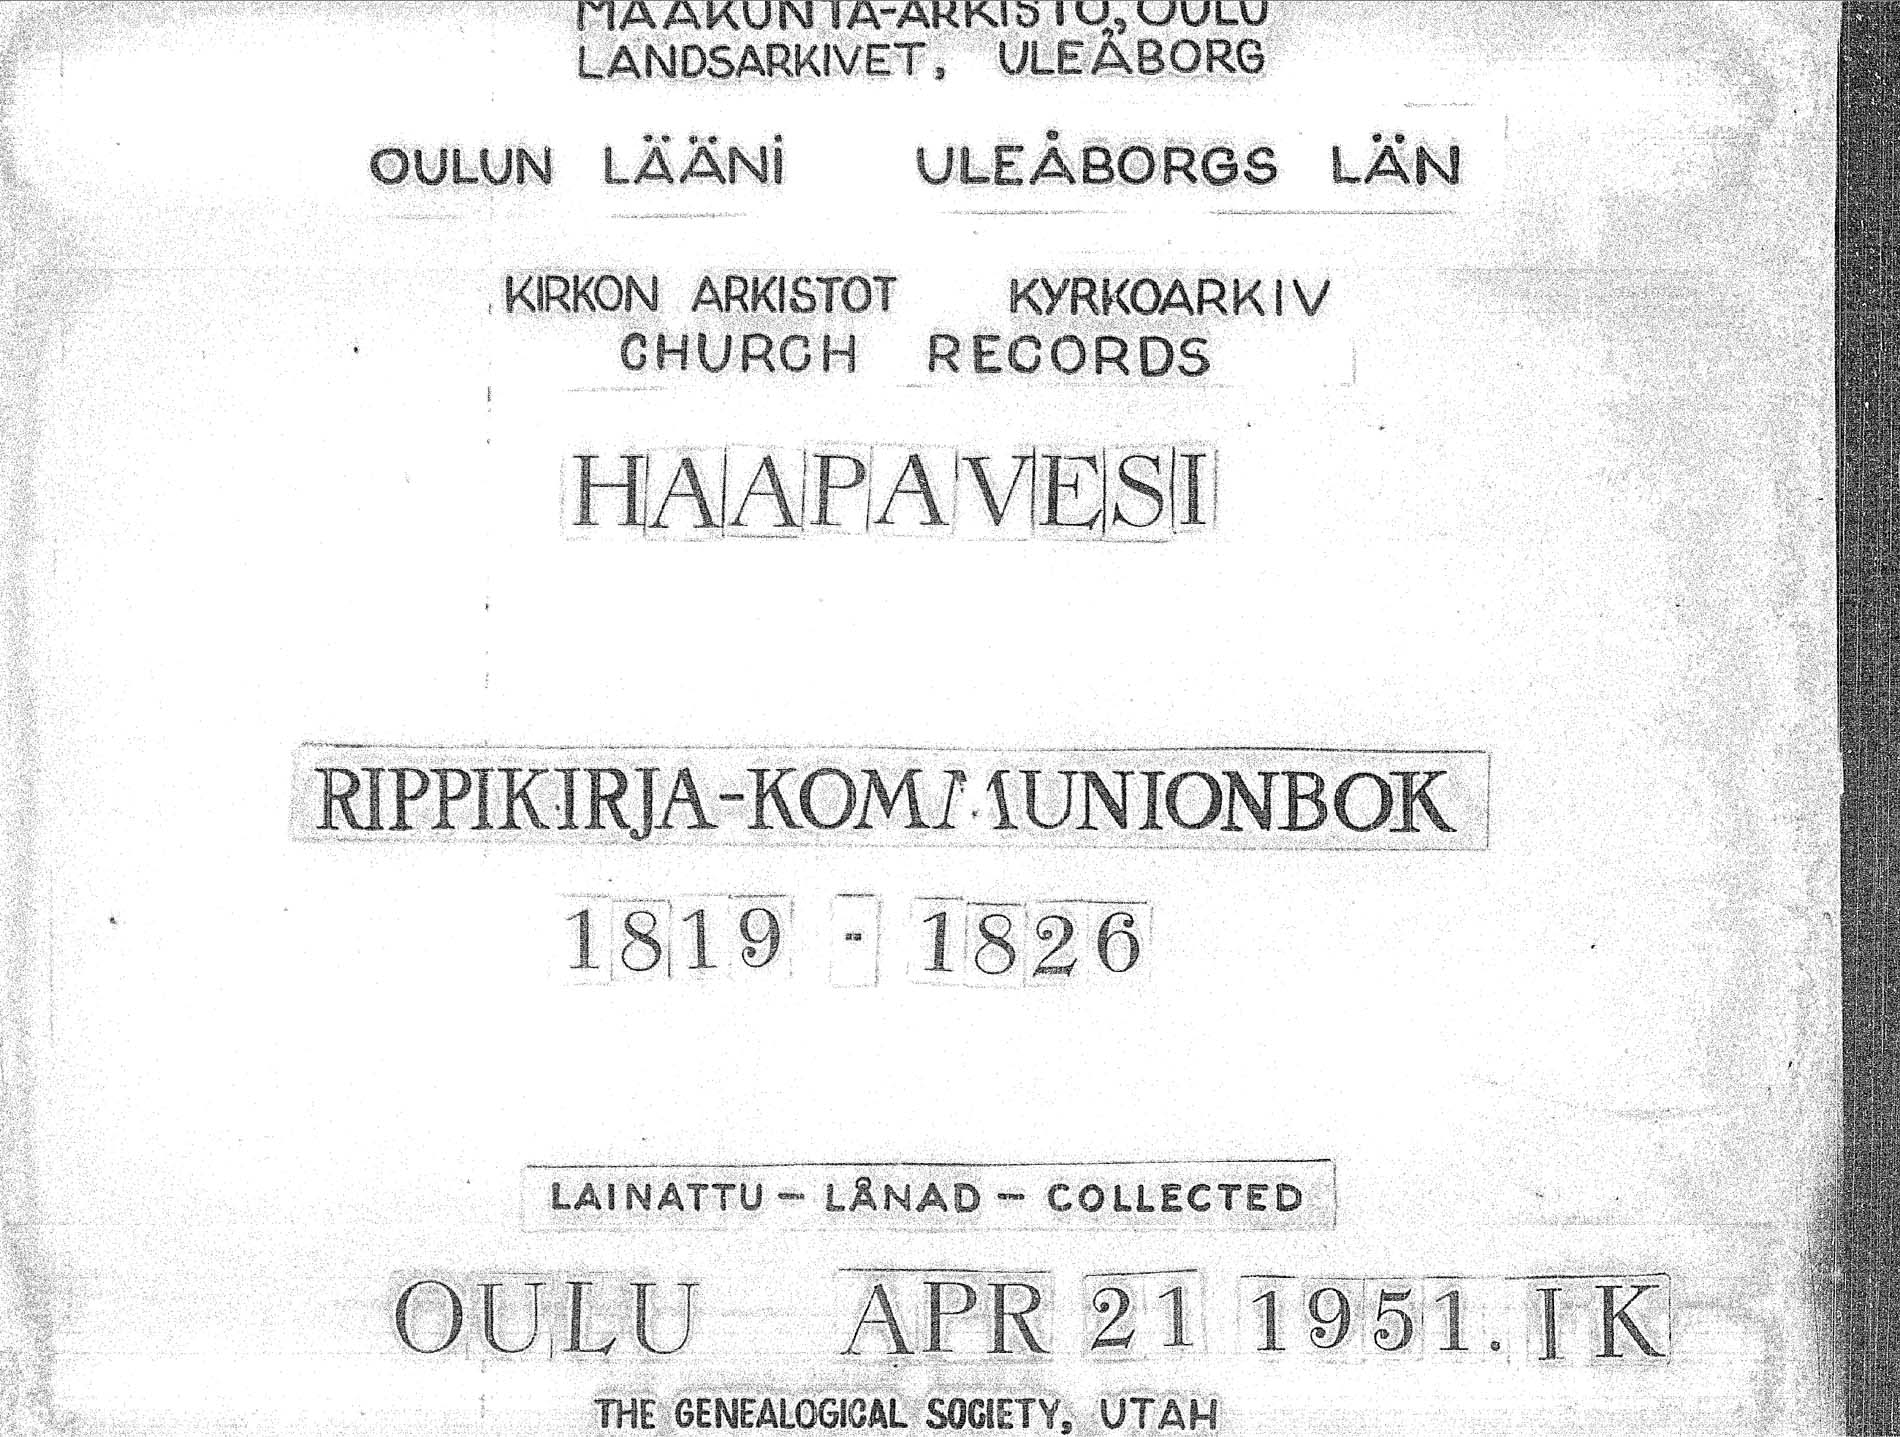 MAAKUNTA-ARKISTO, OULU
LANDSARKIVET, ULEÅBORG
OULUN LÄÄNI ULEÅBORGS LÄN
KIRKON ARKISTOT KYRKOARKIV
CHURCH RECORDS
HAAPAVESI
RIPPIKIRJA-KOMMUNIONBOK
1819 - 1826
LAINATTU - LÅNAD - COLLECTED
OULU APR 21 1951. IK
THE GENEALOGICAL SOCIETY, UTAH